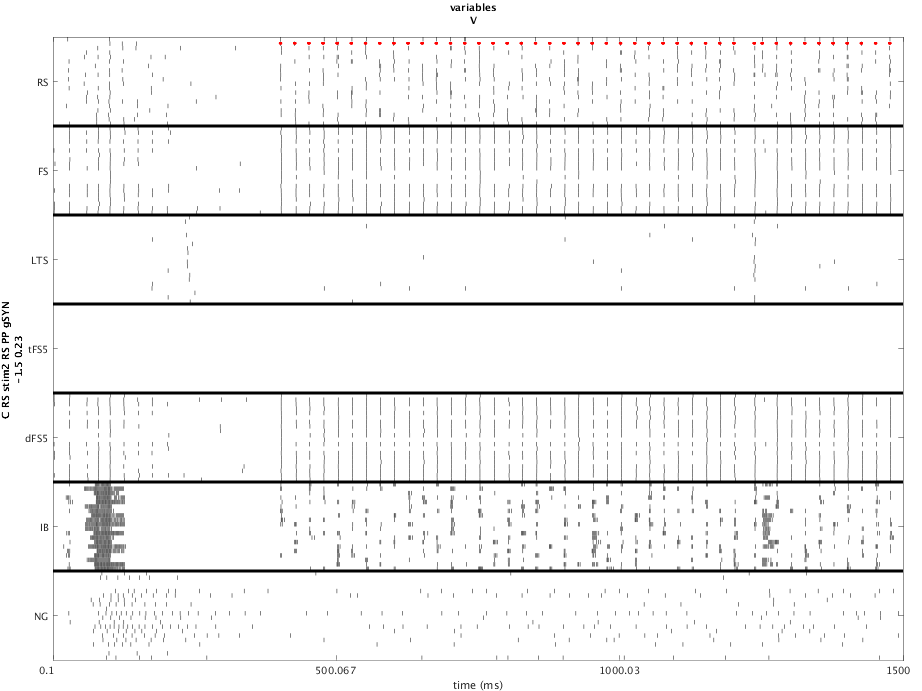 variables
V
RS
FS
LTS
tFS5
dFS5
IB
NG
C RS stim2 RS PP gSYN
-1.5 0.23
0.1
500.067
1000.03
1500
time (ms)